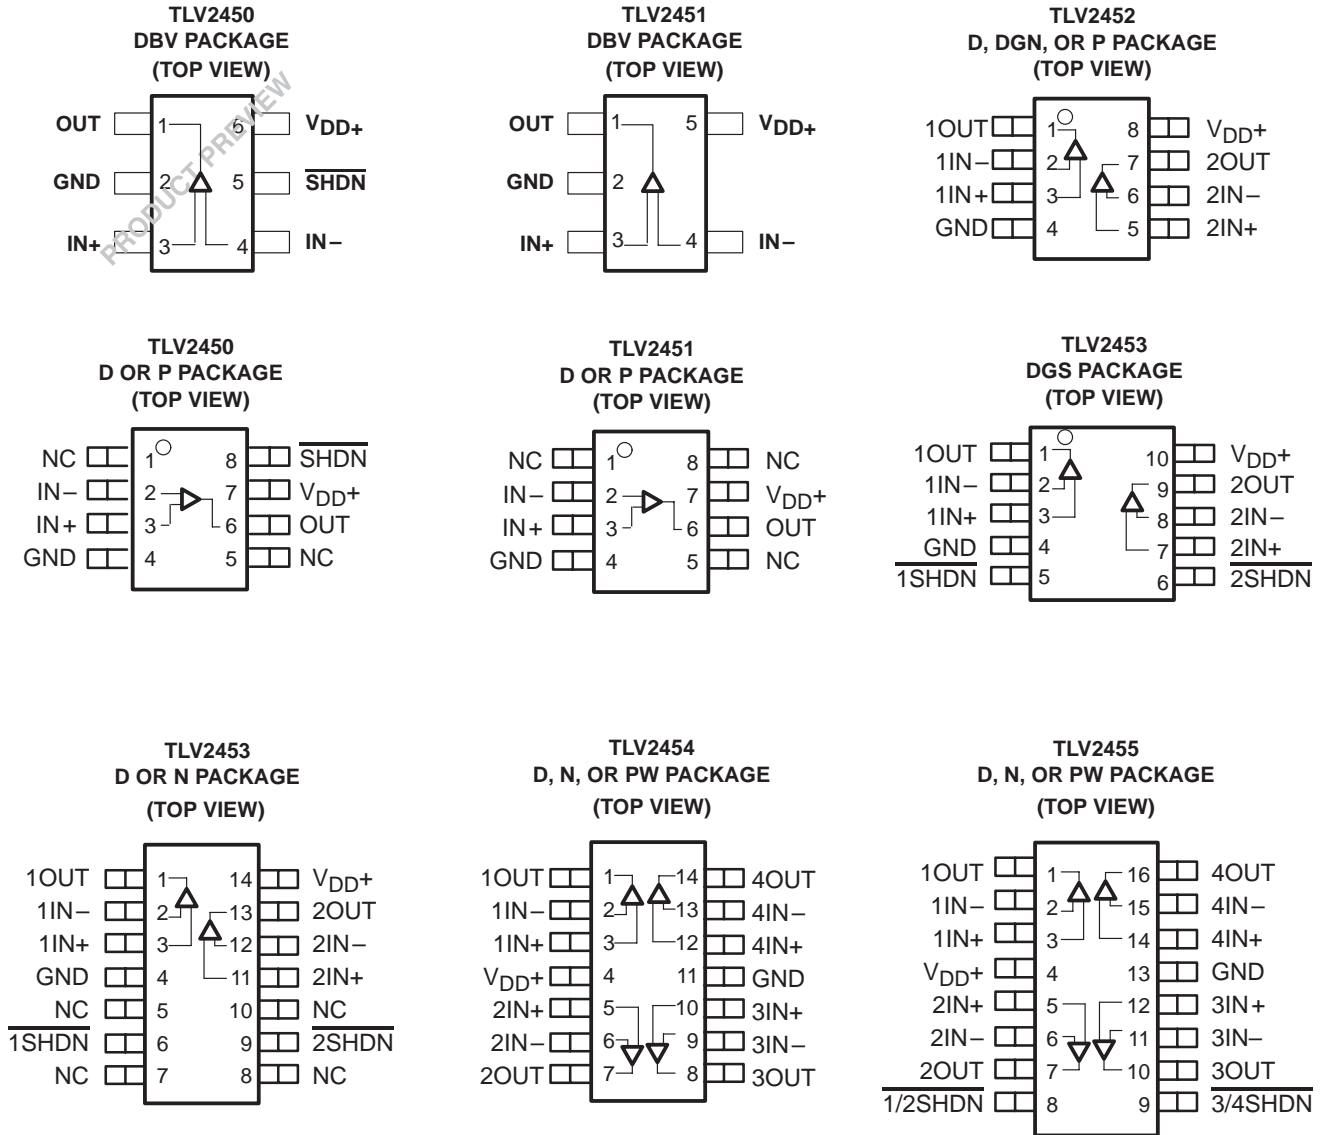 TLV2450
DBV PACKAGE
(TOP VIEW)
OUT 1 6 VDD+
GND 2 5 SHDN
IN+ 3 4 IN−
PRODUCT PREVIEW
TLV2451
DBV PACKAGE
(TOP VIEW)
OUT 1 5 VDD+
GND 2
IN+ 3 4 IN−
TLV2452
D, DGN, OR P PACKAGE
(TOP VIEW)
1OUT 1 8 VDD+
1IN− 2 7 2OUT
1IN+ 3 6 2IN−
GND 4 5 2IN+
TLV2450
D OR P PACKAGE
(TOP VIEW)
NC 1 8 SHDN
IN− 2 7 VDD+
IN+ 3 6 OUT
GND 4 5 NC
TLV2451
D OR P PACKAGE
(TOP VIEW)
NC 1 8 NC
IN− 2 7 VDD+
IN+ 3 6 OUT
GND 4 5 NC
TLV2453
DGS PACKAGE
(TOP VIEW)
1OUT 1 10 VDD+
1IN− 2 9 2OUT
1IN+ 3 8 2IN−
GND 4 7 2IN+
1SHDN 5 6 2SHDN
TLV2453
D OR N PACKAGE
(TOP VIEW)
1OUT 1 14 VDD+
1IN− 2 13 2OUT
1IN+ 3 12 2IN−
GND 4 11 2IN+
NC 5 10 NC
1SHDN 6 9 2SHDN
NC 7 8 NC
TLV2454
D, N, OR PW PACKAGE
(TOP VIEW)
1OUT 1 14 4OUT
1IN− 2 13 4IN−
1IN+ 3 12 4IN+
VDD+ 4 11 GND
2IN+ 5 10 3IN+
2IN− 6 9 3IN−
2OUT 7 8 3OUT
TLV2455
D, N, OR PW PACKAGE
(TOP VIEW)
1OUT 1 16 4OUT
1IN− 2 15 4IN−
1IN+ 3 14 4IN+
VDD+ 4 13 GND
2IN+ 5 12 3IN+
2IN− 6 11 3IN−
2OUT 7 10 3OUT
1/2SHDN 8 9 3/4SHDN